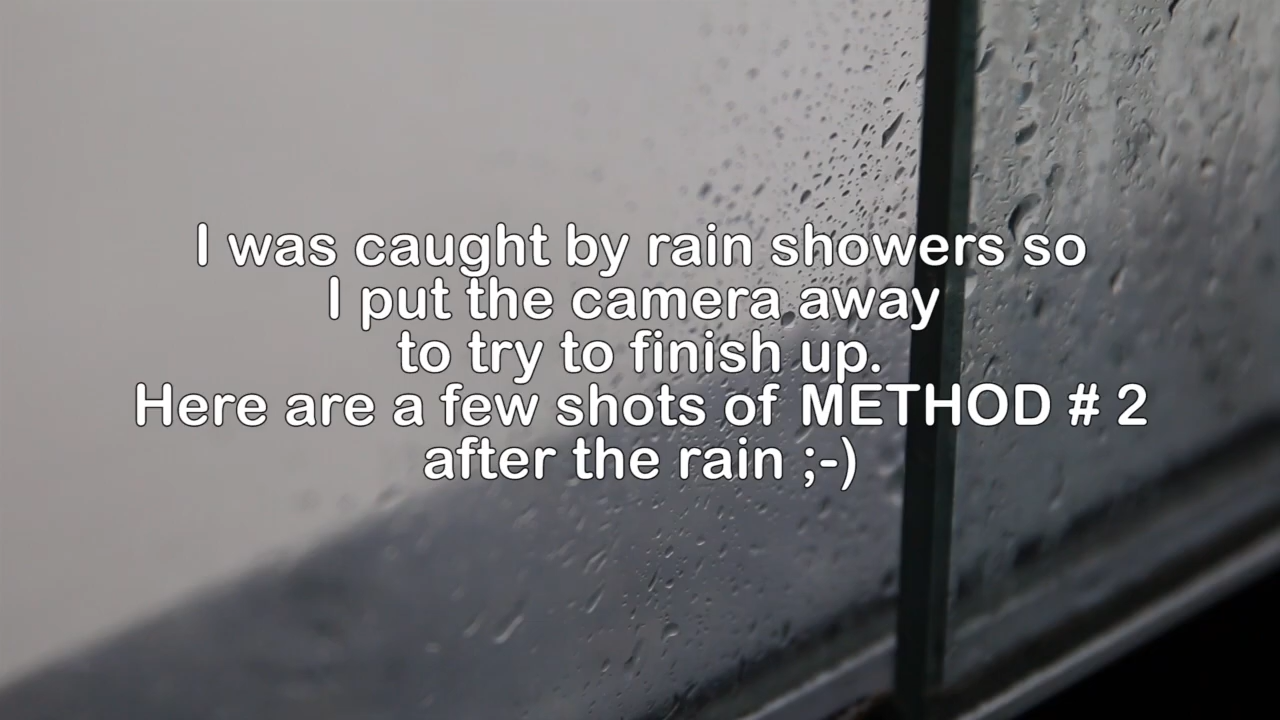 I was caught by rain showers so
I put the camera away
to try to finish up.
Here are a few shots of METHOD # 2
after the rain ;-)